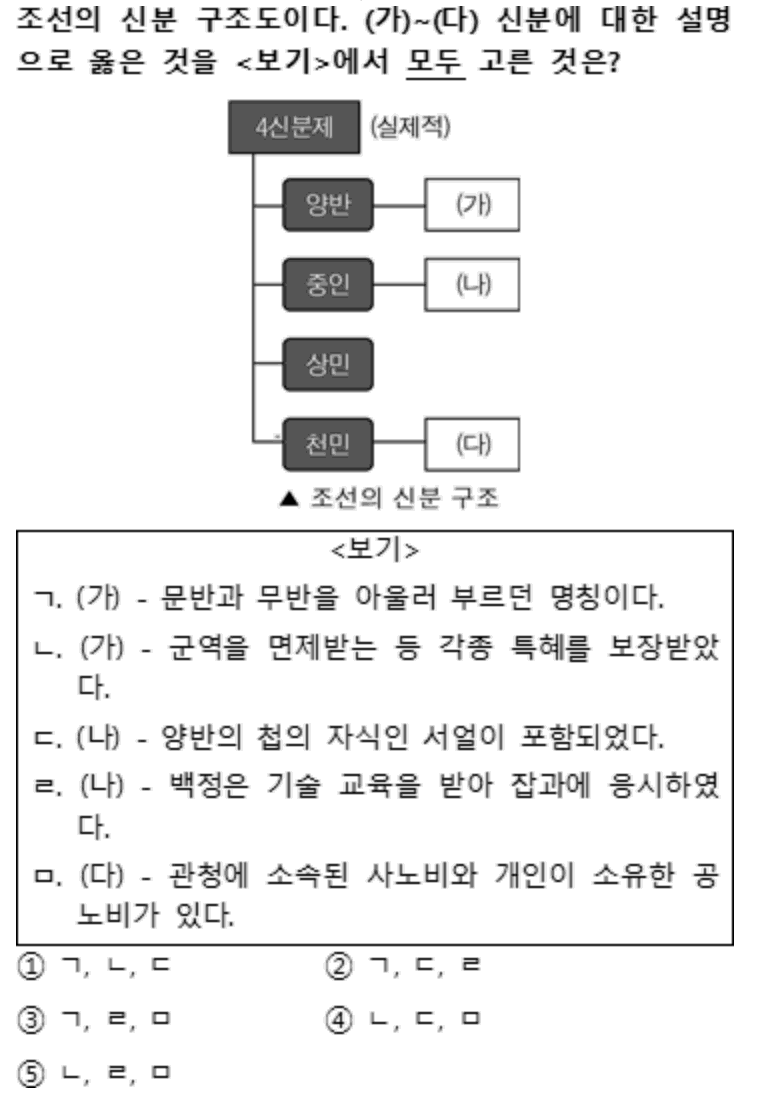 조선의 신분 구조도이다. (가)~(다) 신분에 대한 설명
으로 옳은 것을 <보기>에서 모두 고른 것은?
4신분제 (실제적)
양반 (가)
중인 (나)
상민
천민 (다)
▲ 조선의 신분 구조
<보기>
ㄱ. (가) - 문반과 무반을 아울러 부르던 명칭이다.
ㄴ. (가) - 군역을 면제받는 등 각종 특혜를 보장받았
다.
ㄷ. (나) - 양반의 첩의 자식인 서얼이 포함되었다.
ㄹ. (나) - 백정은 기술 교육을 받아 잡과에 응시하였
다.
ㅁ. (다) - 관청에 소속된 사노비와 개인이 소유한 공
노비가 있다.
① ㄱ, ㄴ, ㄷ ② ㄱ, ㄷ, ㄹ
③ ㄱ, ㄹ, ㅁ ④ ㄴ, ㄷ, ㅁ
⑤ ㄴ, ㄹ, ㅁ